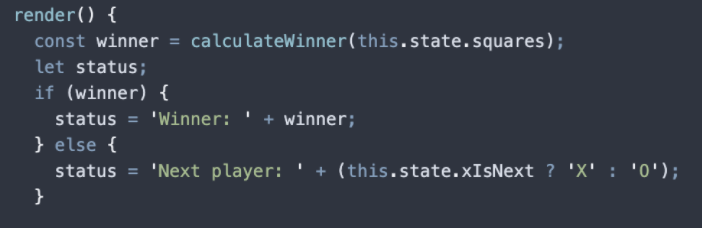 render() {
  const winner = calculateWinner(this.state.squares);
  let status;
  if (winner) {
    status = 'Winner: ' + winner;
  } else {
    status = 'Next player: ' + (this.state.xIsNext ? 'X' : 'O');
  }